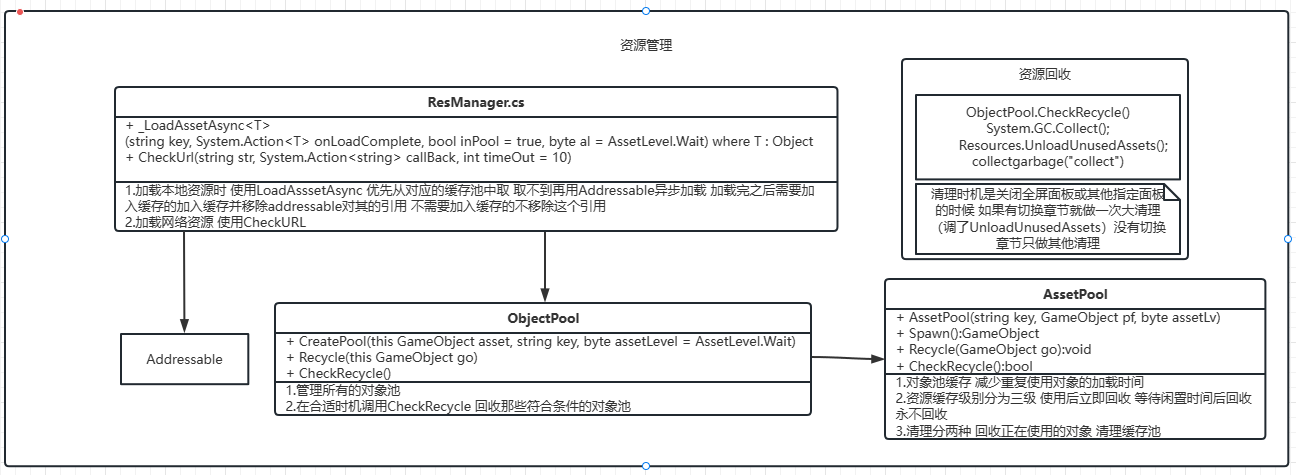 资源管理
ResManager.cs
+ _LoadAssetAsync<T>
(string key, System.Action<T> onLoadComplete, bool inPool = true, byte al = AssetLevel.Wait) where T : Object
+ CheckUrl(string str, System.Action<string> callBack, int timeOut = 10)
1.加载本地资源时 使用LoadAsssetAsync 优先从对应的缓存池中取 取不到再用Addressable异步加载 加载完之后需要加
入缓存的加入缓存并移除addressable对其的引用 不需要加入缓存的不移除这个引用
2.加载网络资源 使用CheckURL
资源回收
ObjectPool.CheckRecycle()
System.GC.Collect();
Resources.UnloadUnusedAssets();
collectgarbage("collect")
清理时机是关闭全屏面板或其他指定面板
的时候 如果有切换章节就做一次大清理
（调了UnloadUnusedAssets）没有切换
章节只做其他清理
Addressable
ObjectPool
+ CreatePool(this GameObject asset, string key, byte assetLevel = AssetLevel.Wait)
+ Recycle(this GameObject go)
+ CheckRecycle()
1.管理所有的对象池
2.在合适时机调用CheckRecycle 回收那些符合条件的对象池
AssetPool
+ AssetPool(string key, GameObject pf, byte assetLv)
+ Spawn():GameObject
+ Recycle(GameObject go):void
+ CheckRecycle():bool
1.对象池缓存 减少重复使用对象的加载时间
2.资源缓存级别分为三级 使用后立即回收 等待闲置时间后回收
永不回收
3.清理分两种 回收正在使用的对象 清理缓存池